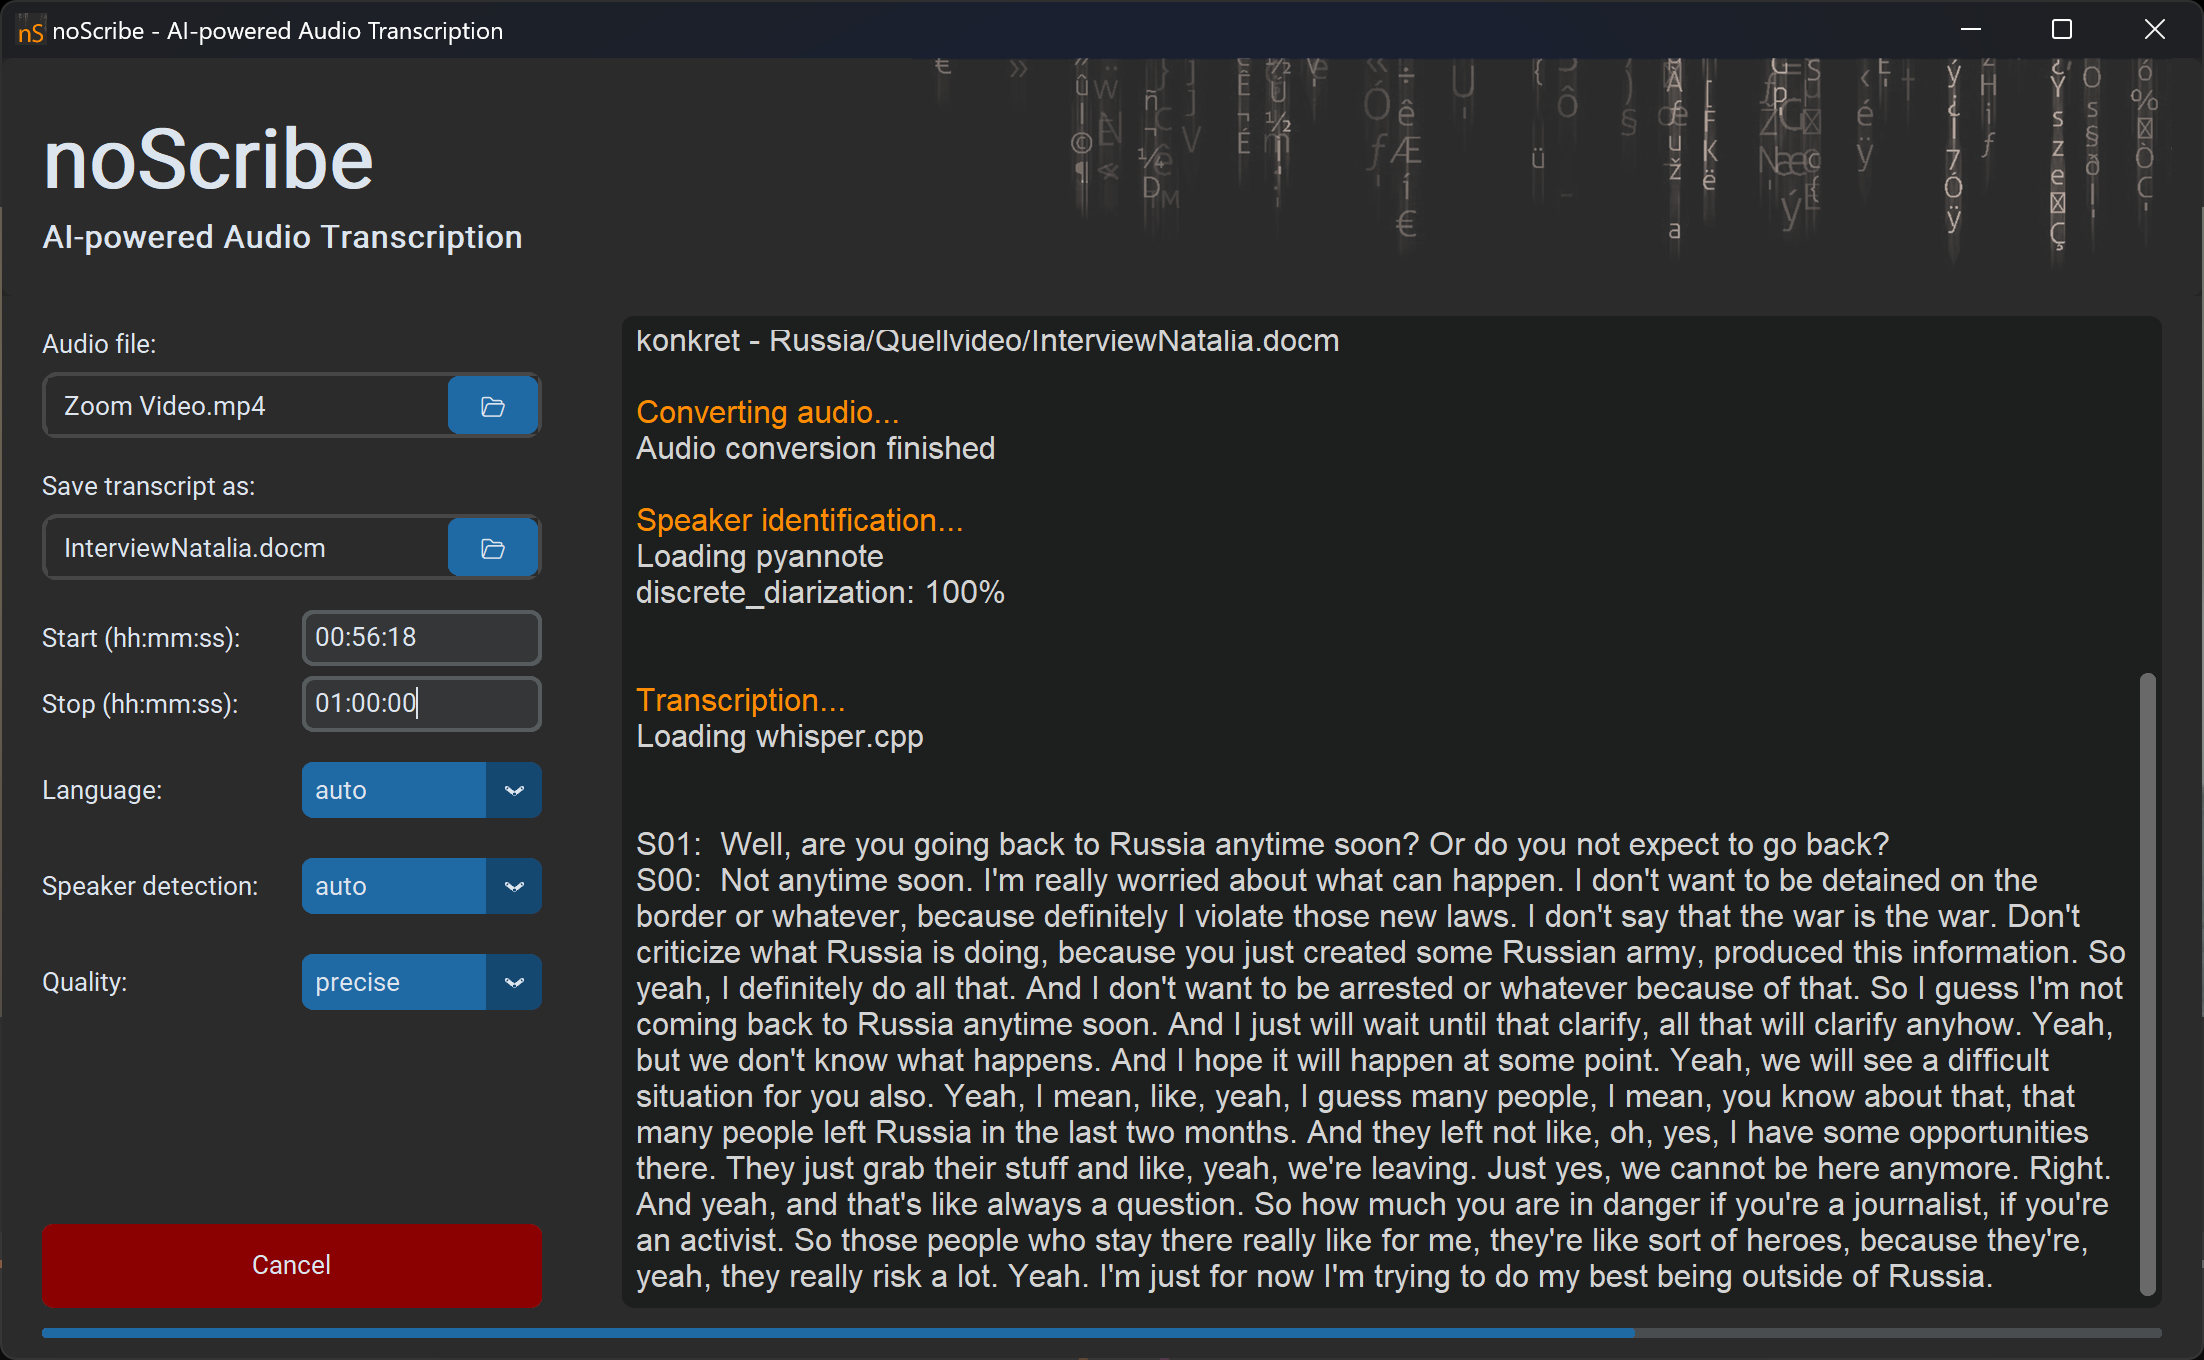 nS noScribe - AI-powered Audio Transcription
noScribe
AI-powered Audio Transcription
Audio file:
Zoom Video.mp4
Save transcript as:
InterviewNatalia.docm
Start (hh:mm:ss):
00:56:18
Stop (hh:mm:ss):
01:00:00
Language:
auto
Speaker detection:
auto
Quality:
precise
Cancel
konkret - Russia/Quellvideo/InterviewNatalia.docm
Converting audio...
Audio conversion finished
Speaker identification...
Loading pyannote
discrete_diarization: 100%
Transcription...
Loading whisper.cpp
S01: Well, are you going back to Russia anytime soon? Or do you not expect to go back?
S00: Not anytime soon. I'm really worried about what can happen. I don't want to be detained on the
border or whatever, because definitely I violate those new laws. I don't say that the war is the war. Don't
criticize what Russia is doing, because you just created some Russian army, produced this information. So
yeah, I definitely do all that. And I don't want to be arrested or whatever because of that. So I guess I'm not
coming back to Russia anytime soon. And I just will wait until that clarify, all that will clarify anyhow. Yeah,
but we don't know what happens. And I hope it will happen at some point. Yeah, we will see a difficult
situation for you also. Yeah, I mean, like, yeah, I guess many people, I mean, you know about that, that
many people left Russia in the last two months. And they left not like, oh, yes, I have some opportunities
there. They just grab their stuff and like, yeah, we're leaving. Just yes, we cannot be here anymore. Right.
And yeah, and that's like always a question. So how much you are in danger if you're a journalist, if you're
an activist. So those people who stay there really like for me, they're like sort of heroes, because they're,
yeah, they really risk a lot. Yeah. I'm just for now I'm trying to do my best being outside of Russia.